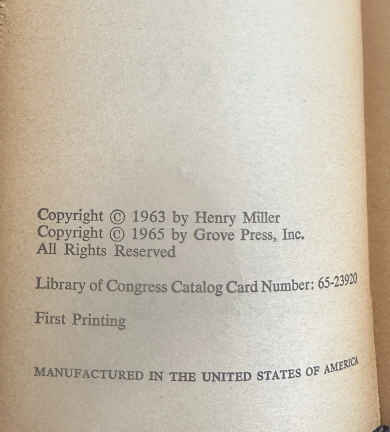 Copyright © 1963 by Henry Miller
Copyright © 1965 by Grove Press, Inc.
All Rights Reserved
Library of Congress Catalog Card Number: 65-23920
First Printing
MANUFACTURED IN THE UNITED STATES OF AMERICA